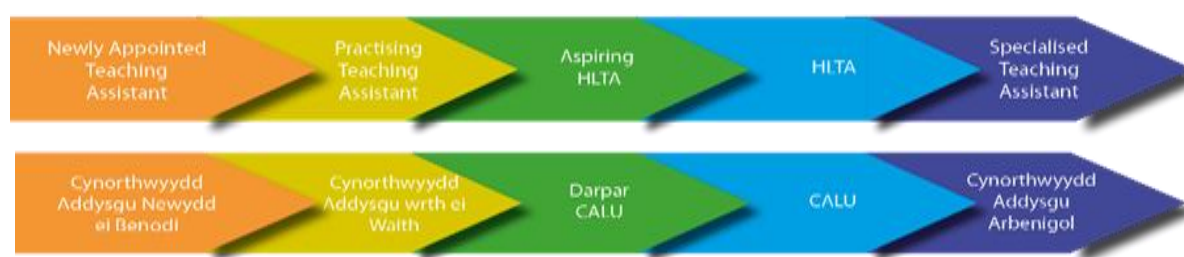 Newly Appointed
Teaching
Assistant
Practising
Teaching
Assistant
Aspiring
HLTA
HLTA
Specialised
Teaching
Assistant
Cynorthwyydd
Addysgu Newydd
ei Benodi
Cynorthwyydd
Addysgu wrth ei
Waith
Darpar
CALU
CALU
Cynorthwyydd
Addysgu
Arbenigol